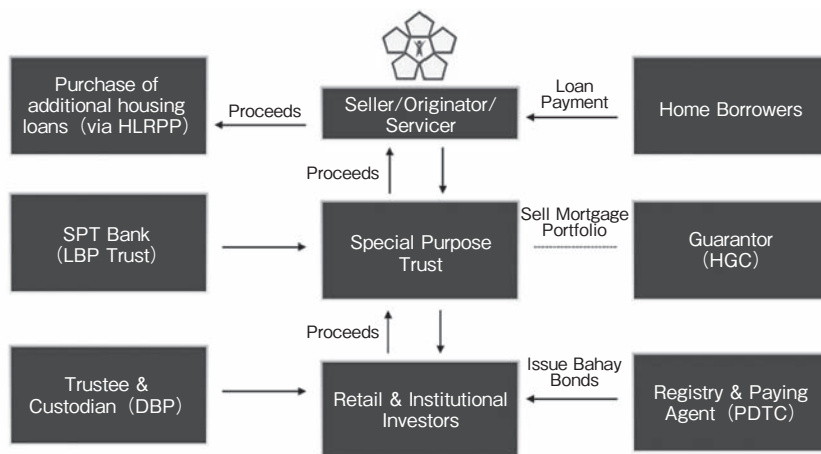 Purchase of
additional housing
loans (via HLRPP)
Proceeds
Seller/Originator/
Servicer
Loan
Payment
Home Borrowers
Proceeds
SPT Bank
(LBP Trust)
Special Purpose
Trust
Sell Mortgage
Portfolio
Guarantor
(HGC)
Proceeds
Trustee &
Custodian (DBP)
Retail & Institutional
Investors
Issue Bahay
Bonds
Registry & Paying
Agent (PDTC)